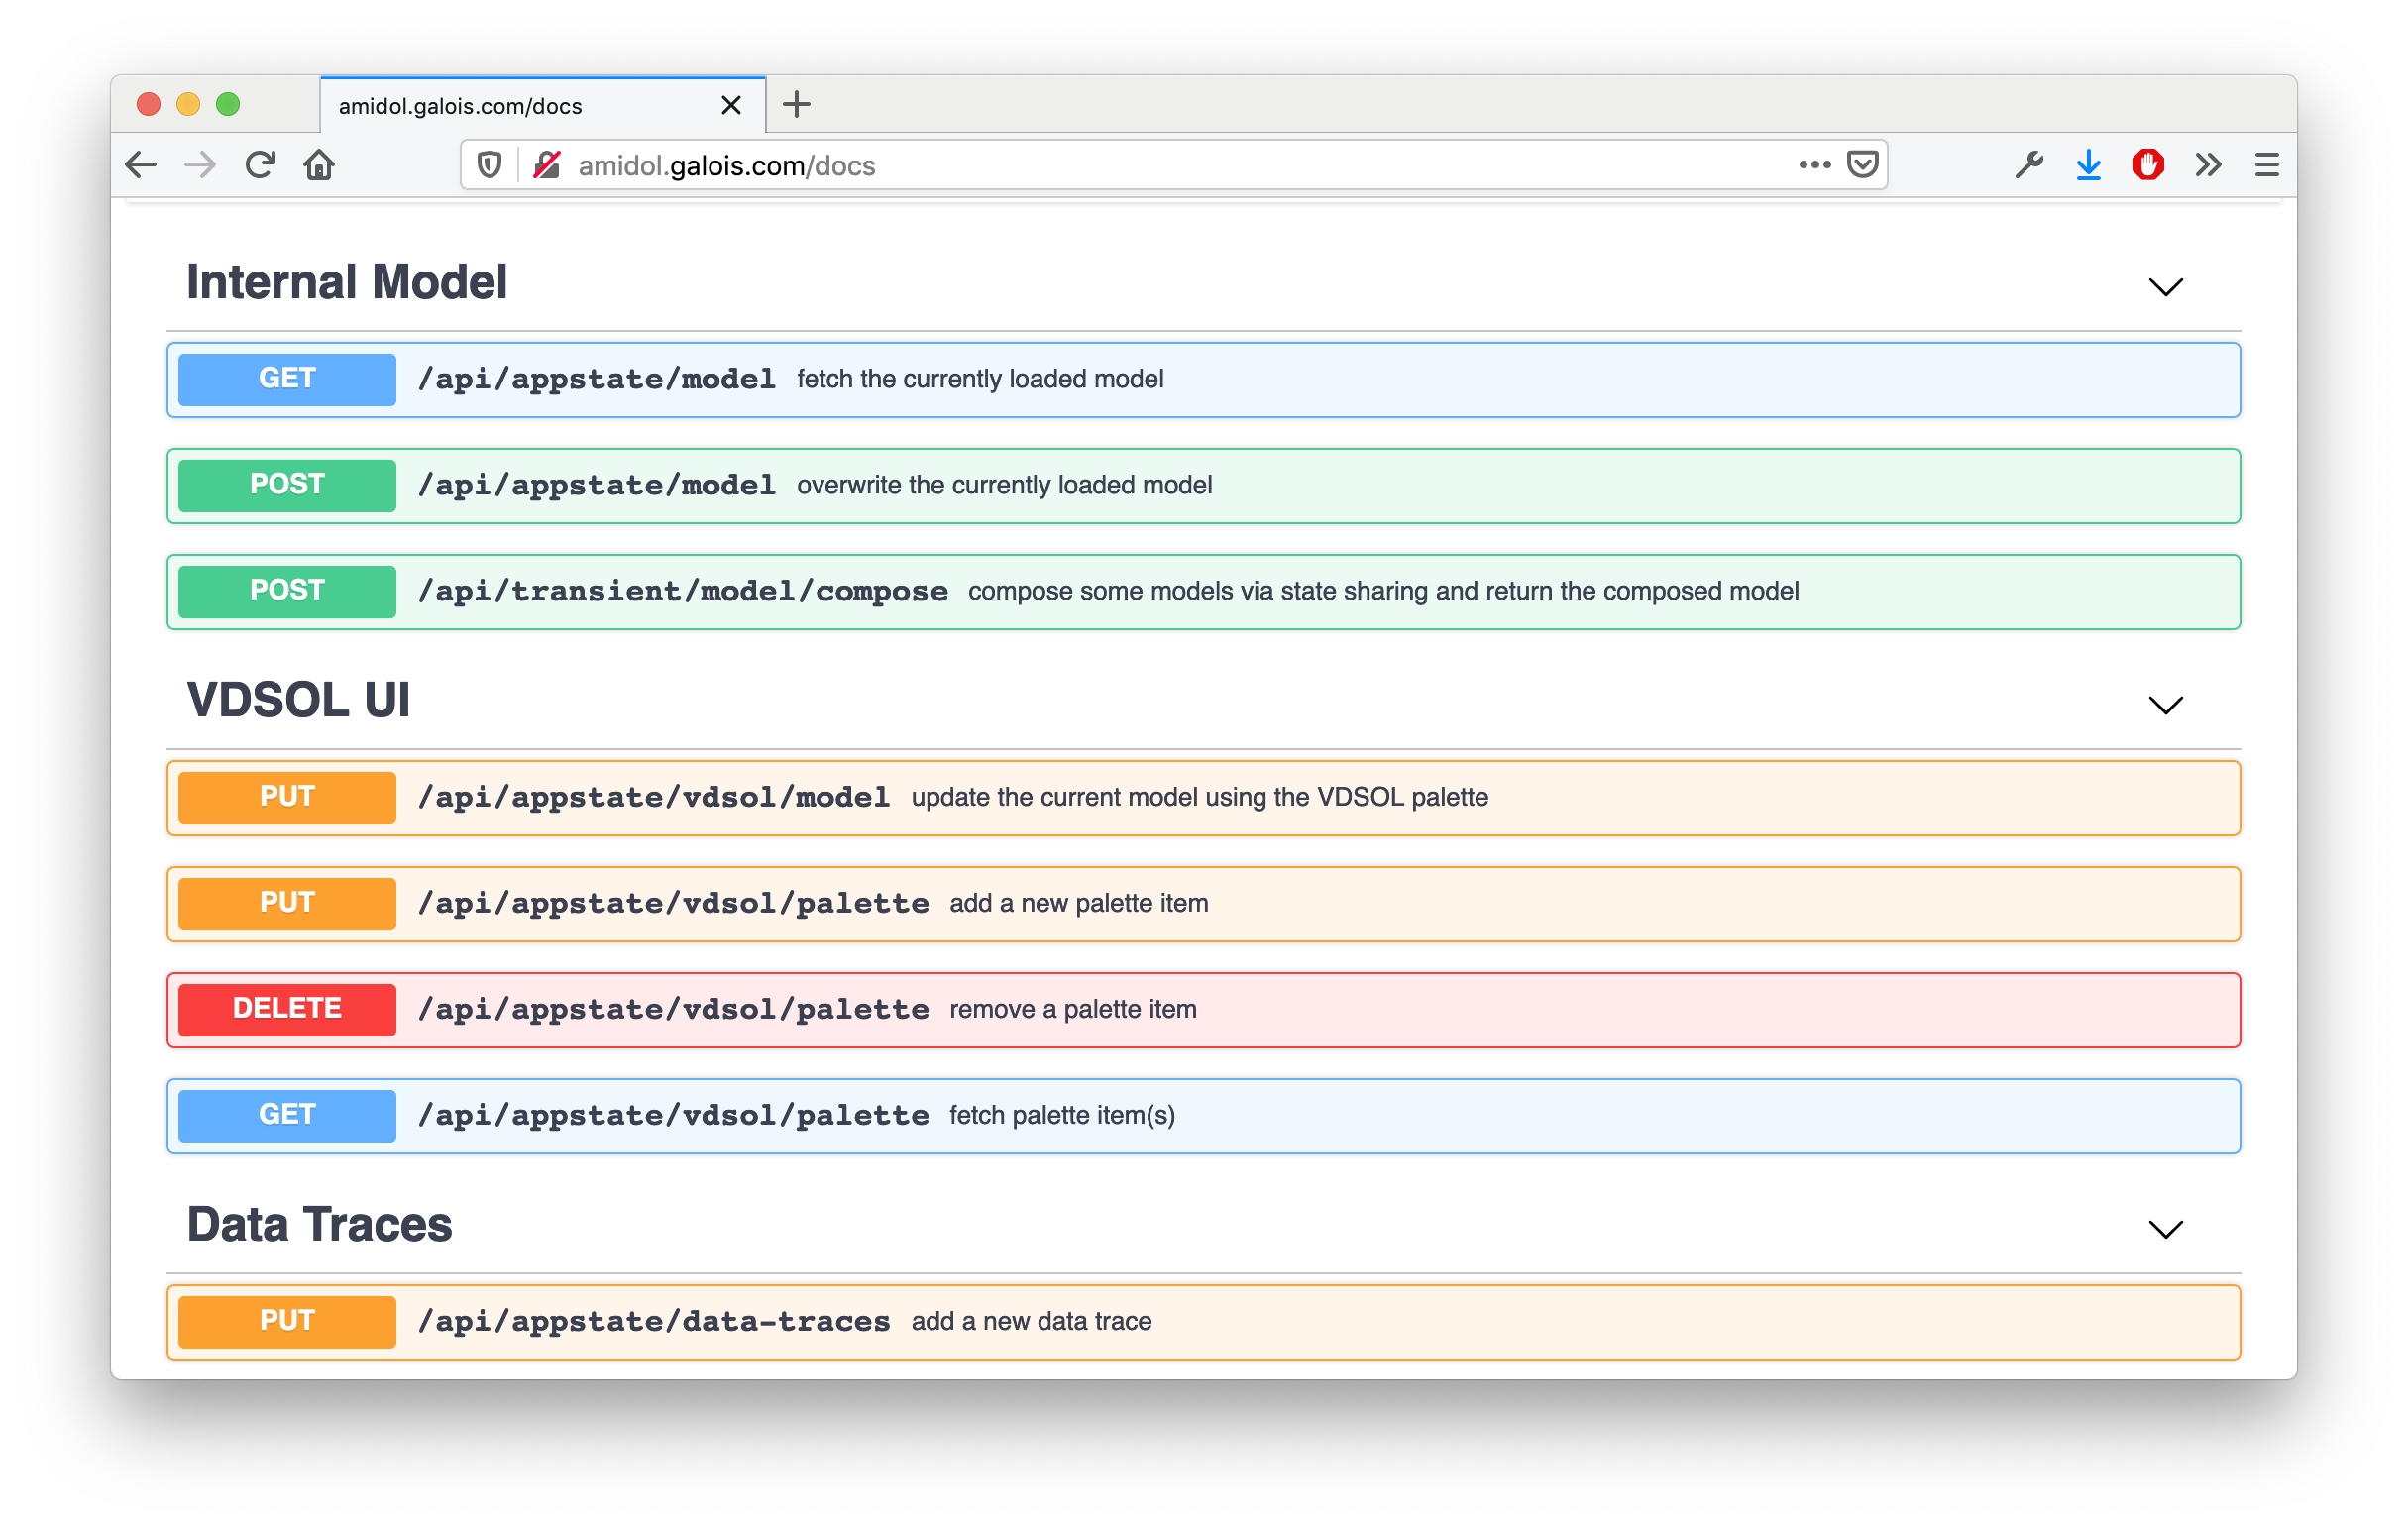 amidol.galois.com/docs
amidol.galois.com/docs
Internal Model
GET /api/appstate/model fetch the currently loaded model
POST /api/appstate/model overwrite the currently loaded model
POST /api/transient/model/compose compose some models via state sharing and return the composed model
VDSOL UI
PUT /api/appstate/vdsol/model update the current model using the VDSOL palette
PUT /api/appstate/vdsol/palette add a new palette item
DELETE /api/appstate/vdsol/palette remove a palette item
GET /api/appstate/vdsol/palette fetch palette item(s)
Data Traces
PUT /api/appstate/data-traces add a new data trace